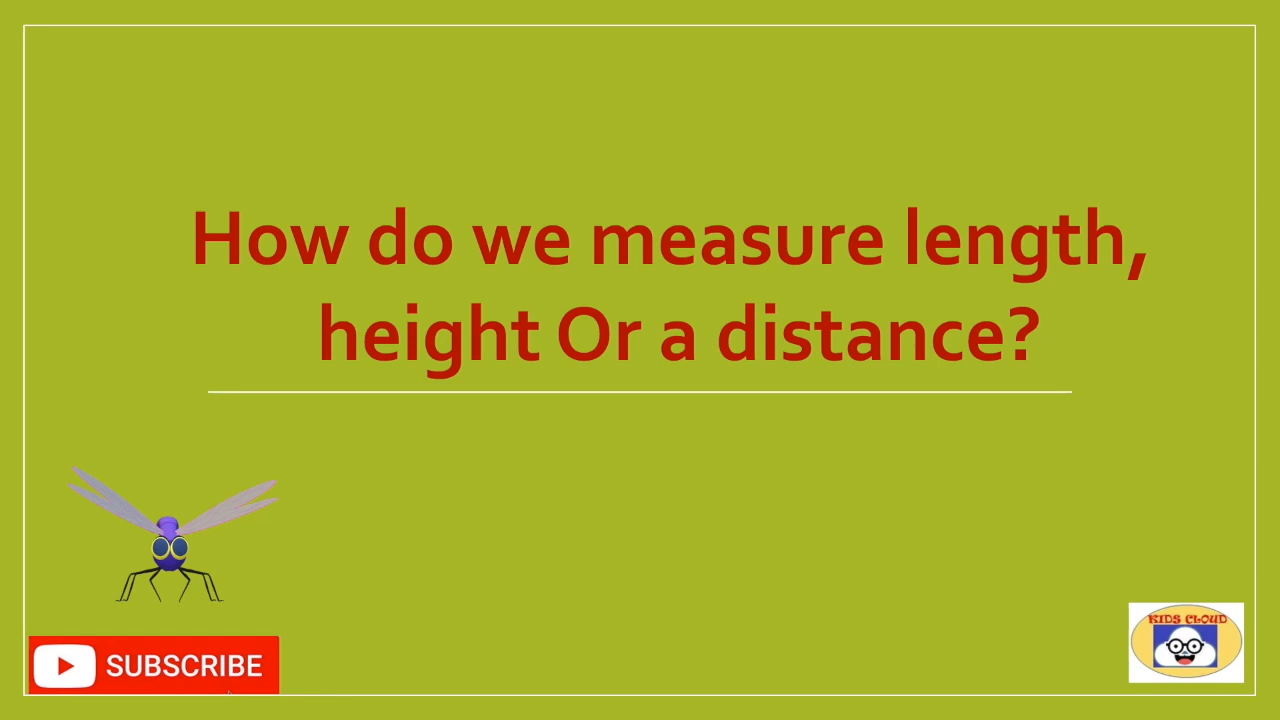 How do we measure length,
height Or a distance?
SUBSCRIBE
KIDS CLOUD